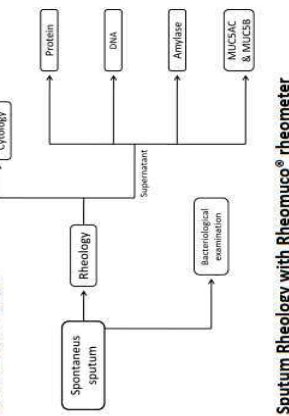 Cytology
Protein
DNA
Amylase
MUC5AC
& MUC5B
Supernatant
Rheology
Bacteriological
examination
Spontaneus
sputum
Sputum Rheology with Rheomuco® rheometer